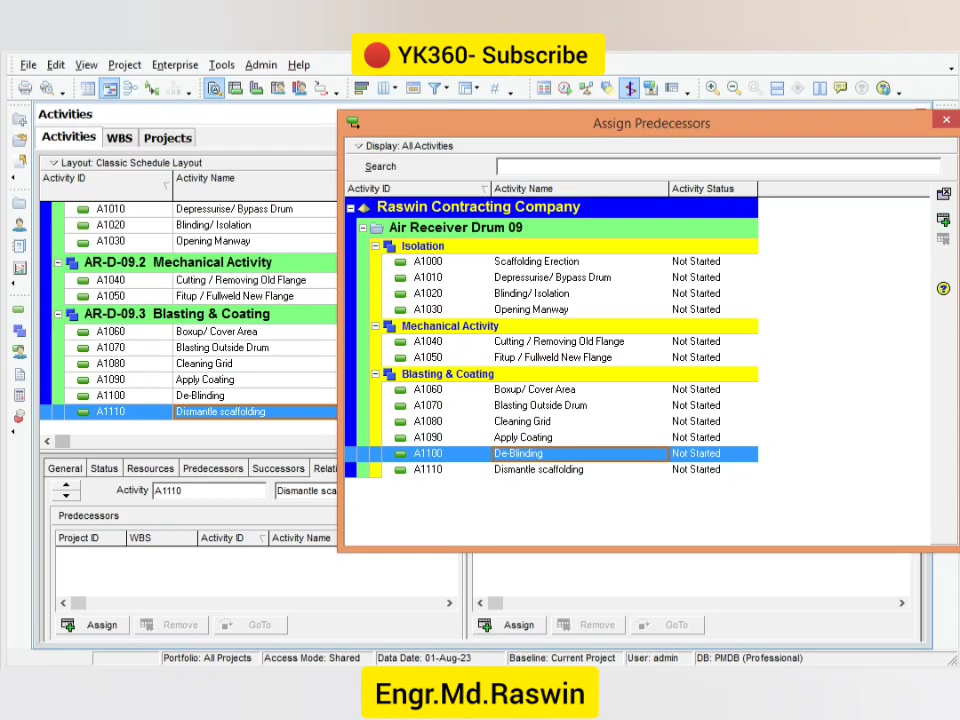 YK360- Subscribe
File Edit View Project Enterprise Tools Admin Help
Activities
Activities WBS Projects
Layout: Classic Schedule Layout
Activity ID Activity Name
A1010 Depressurise/ Bypass Drum
A1020 Blinding/ Isolation
A1030 Opening Manway
AR-D-09.2 Mechanical Activity
A1040 Cutting / Removing Old Flange
A1050 Fitup / Fullweld New Flange
AR-D-09.3 Blasting & Coating
A1060 Boxup/ Cover Area
A1070 Blasting Outside Drum
A1080 Cleaning Grid
A1090 Apply Coating
A1100 De-Blinding
A1110 Dismantle scaffolding
General Status Resources Predecessors Successors Relati
Activity A1110 Dismantle sca
Predecessors
Project ID WBS Activity ID Activity Name
Assign Remove GoTo
Assign Remove GoTo
Assign Predecessors
Display: All Activities
Search
Activity ID Activity Name Activity Status
Raswin Contracting Company
Air Receiver Drum 09
Isolation
A1000 Scaffolding Erection Not Started
A1010 Depressurise/ Bypass Drum Not Started
A1020 Blinding/ Isolation Not Started
A1030 Opening Manway Not Started
Mechanical Activity
A1040 Cutting / Removing Old Flange Not Started
A1050 Fitup / Fullweld New Flange Not Started
Blasting & Coating
A1060 Boxup/ Cover Area Not Started
A1070 Blasting Outside Drum Not Started
A1080 Cleaning Grid Not Started
A1090 Apply Coating Not Started
A1100 De-Blinding Not Started
A1110 Dismantle scaffolding Not Started
Portfolio: All Projects Access Mode: Shared Data Date: 01-Aug-23 Baseline: Current Project User: admin DB: PMDB (Professional)
Engr.Md.Raswin